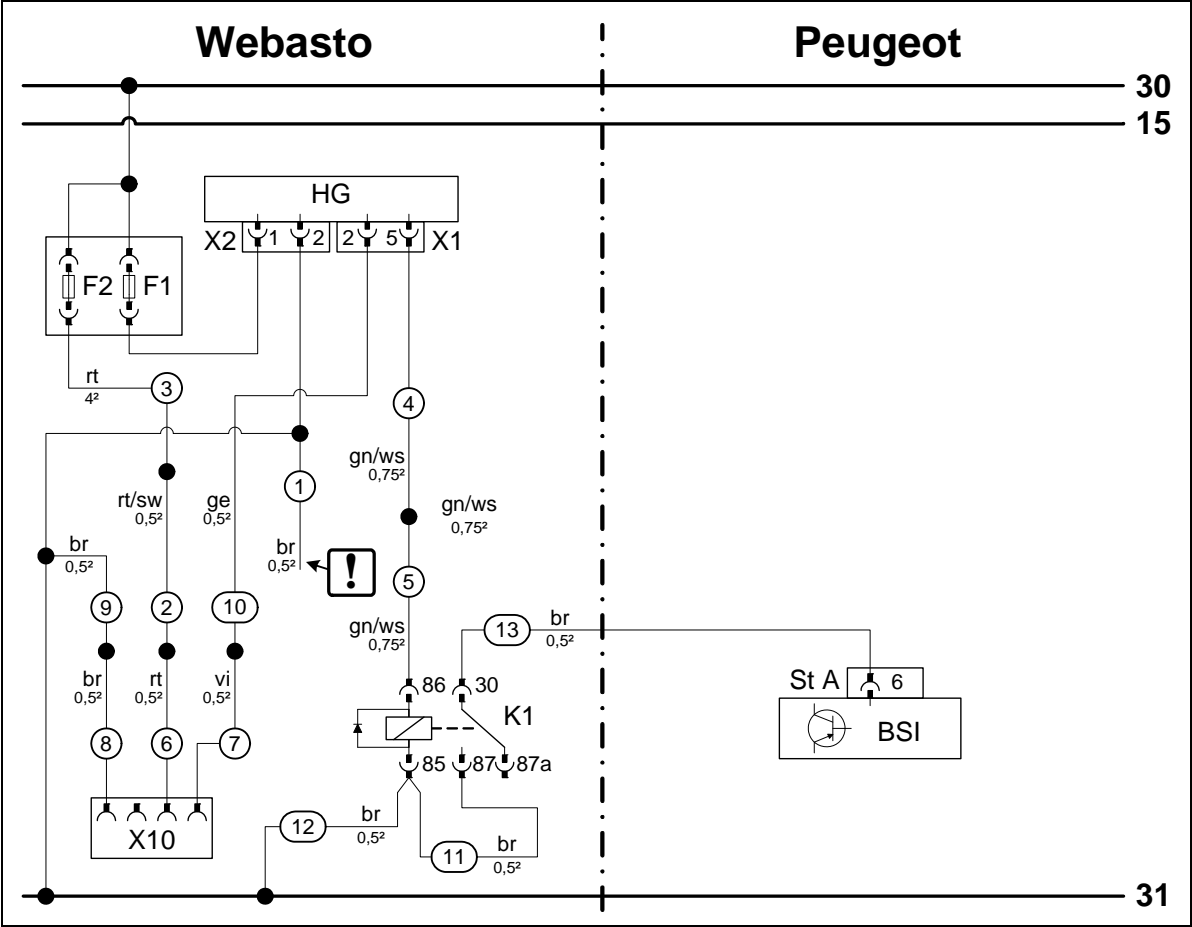 Webasto Peugeot
30
15
HG
X2 1 2 2 5 X1
F2 F1
rt
4²
3
4
gn/ws
0,75²
1
rt/sw
0,5²
ge
0,5²
gn/ws
0,75²
br
0,5²
br
0,5²
!
5
9 2 10
gn/ws
0,75²
13
br
0,5²
br
0,5²
rt
0,5²
vi
0,5²
86 30
St A 6
K1
BSI
8 6 7
85 87 87a
X10
12
br
0,5²
11
br
0,5²
31